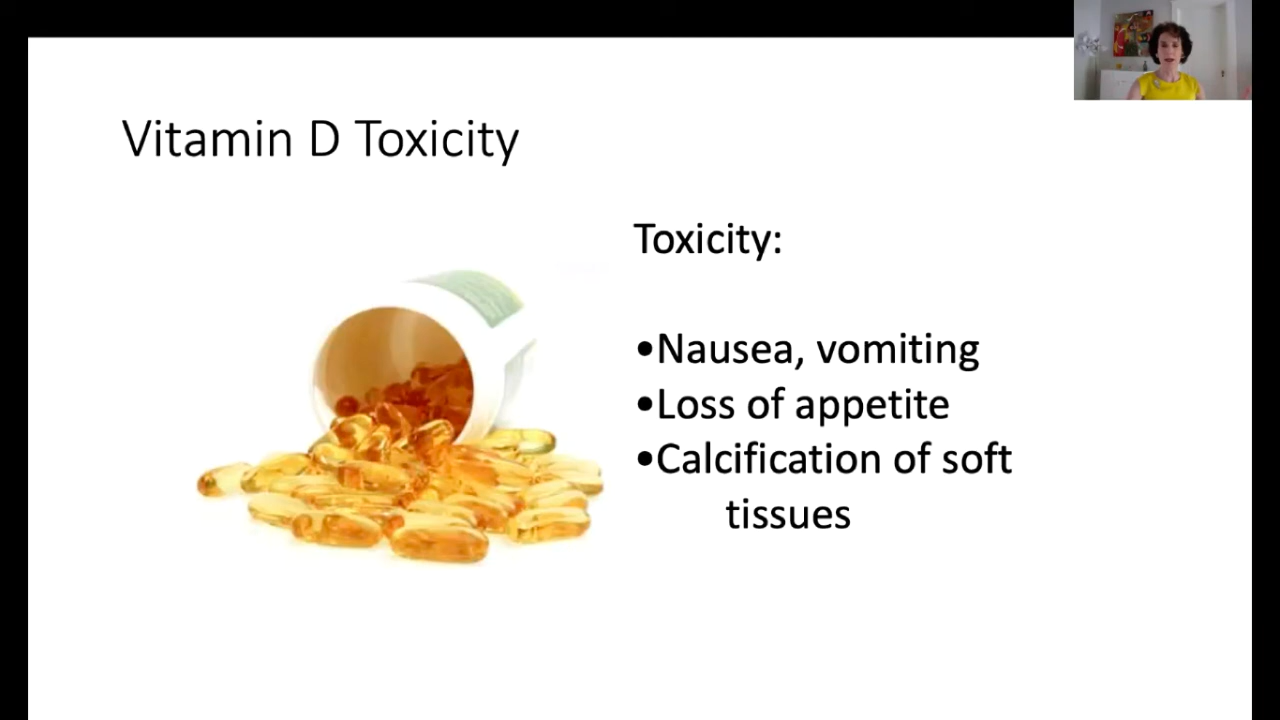 Vitamin D Toxicity
Toxicity:
•Nausea, vomiting
•Loss of appetite
•Calcification of soft
tissues